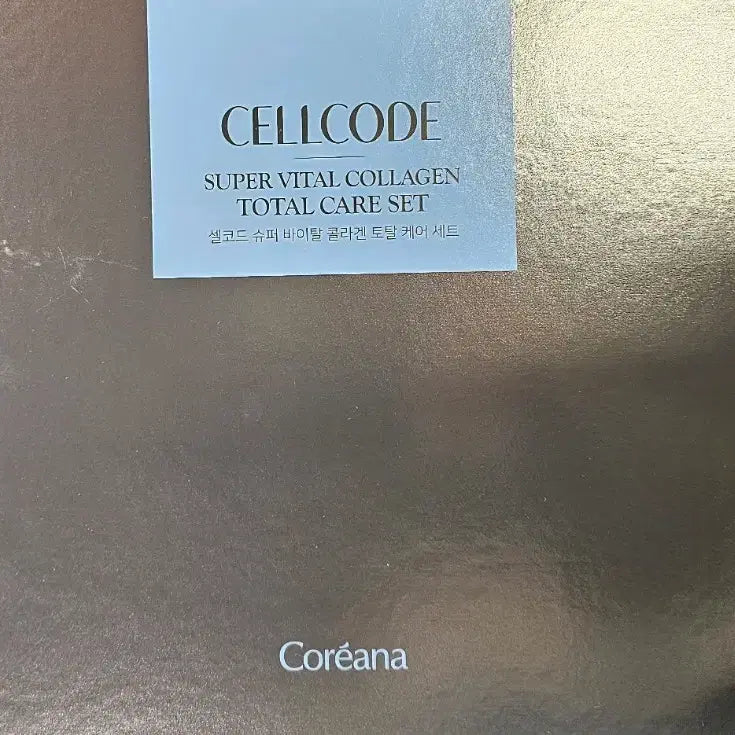 CELLCODE
SUPER VITAL COLLAGEN
TOTAL CARE SET
셀코드 슈퍼 바이탈 콜라겐 토탈 케어 세트
Coréana